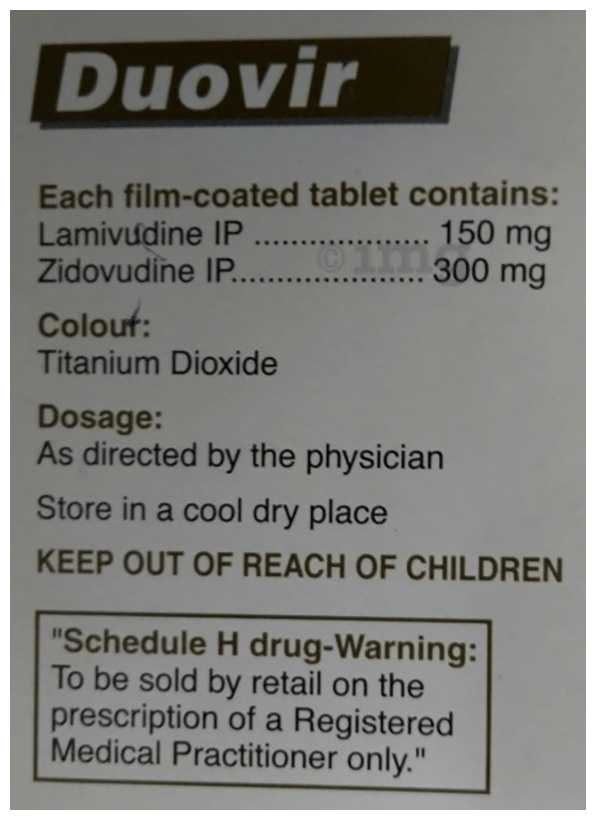 Duovir
Each film-coated tablet contains:
Lamivudine IP ................... 150 mg
Zidovudine IP..................... 300 mg
©1mg
Colour:
Titanium Dioxide
Dosage:
As directed by the physician
Store in a cool dry place
KEEP OUT OF REACH OF CHILDREN
"Schedule H drug-Warning:
To be sold by retail on the
prescription of a Registered
Medical Practitioner only."